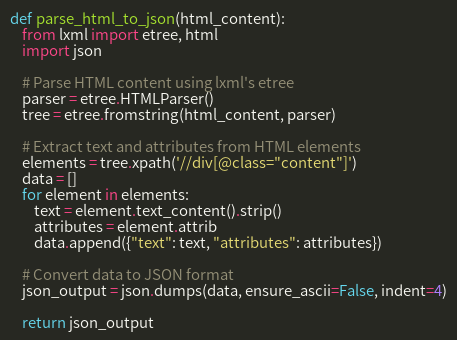 def parse_html_to_json(html_content):
    from lxml import etree, html
    import json

    # Parse HTML content using lxml's etree
    parser = etree.HTMLParser()
    tree = etree.fromstring(html_content, parser)

    # Extract text and attributes from HTML elements
    elements = tree.xpath('//div[@class="content"]')
    data = []
    for element in elements:
        text = element.text_content().strip()
        attributes = element.attrib
        data.append({"text": text, "attributes": attributes})

    # Convert data to JSON format
    json_output = json.dumps(data, ensure_ascii=False, indent=4)

    return json_output